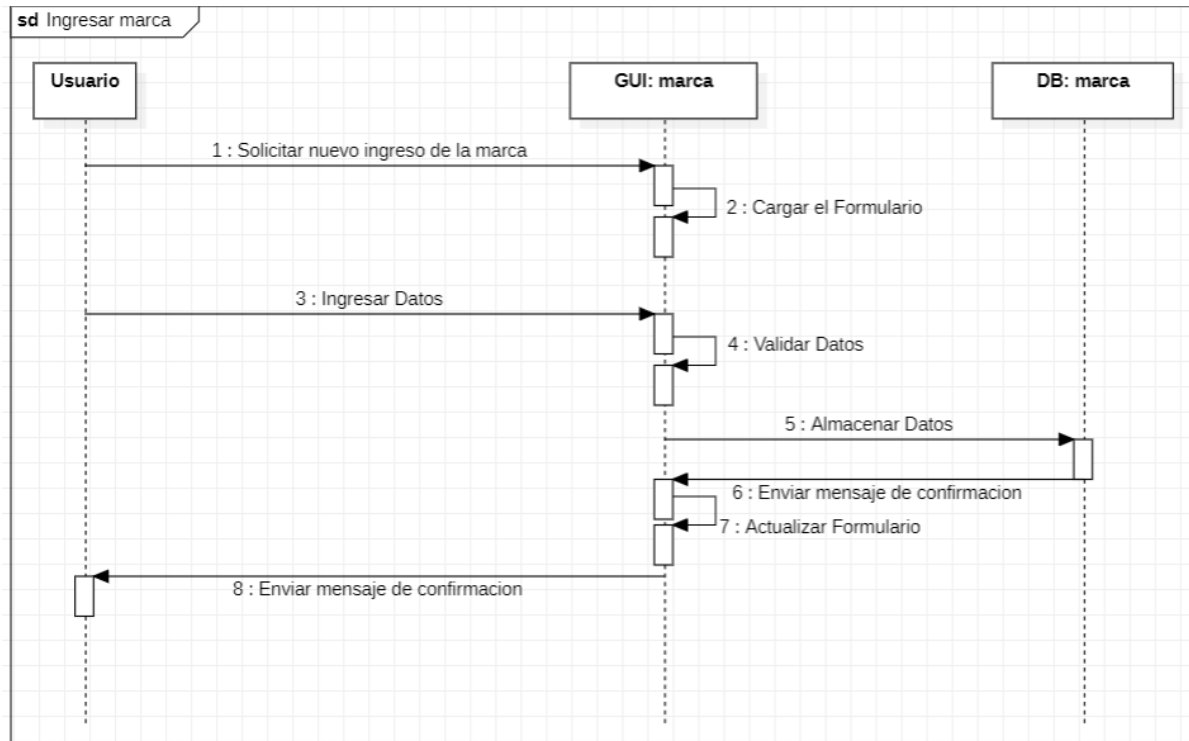 sd Ingresar marca
Usuario
GUI: marca
DB: marca
1 : Solicitar nuevo ingreso de la marca
2 : Cargar el Formulario
3 : Ingresar Datos
4 : Validar Datos
5 : Almacenar Datos
6 : Enviar mensaje de confirmacion
7 : Actualizar Formulario
8 : Enviar mensaje de confirmacion